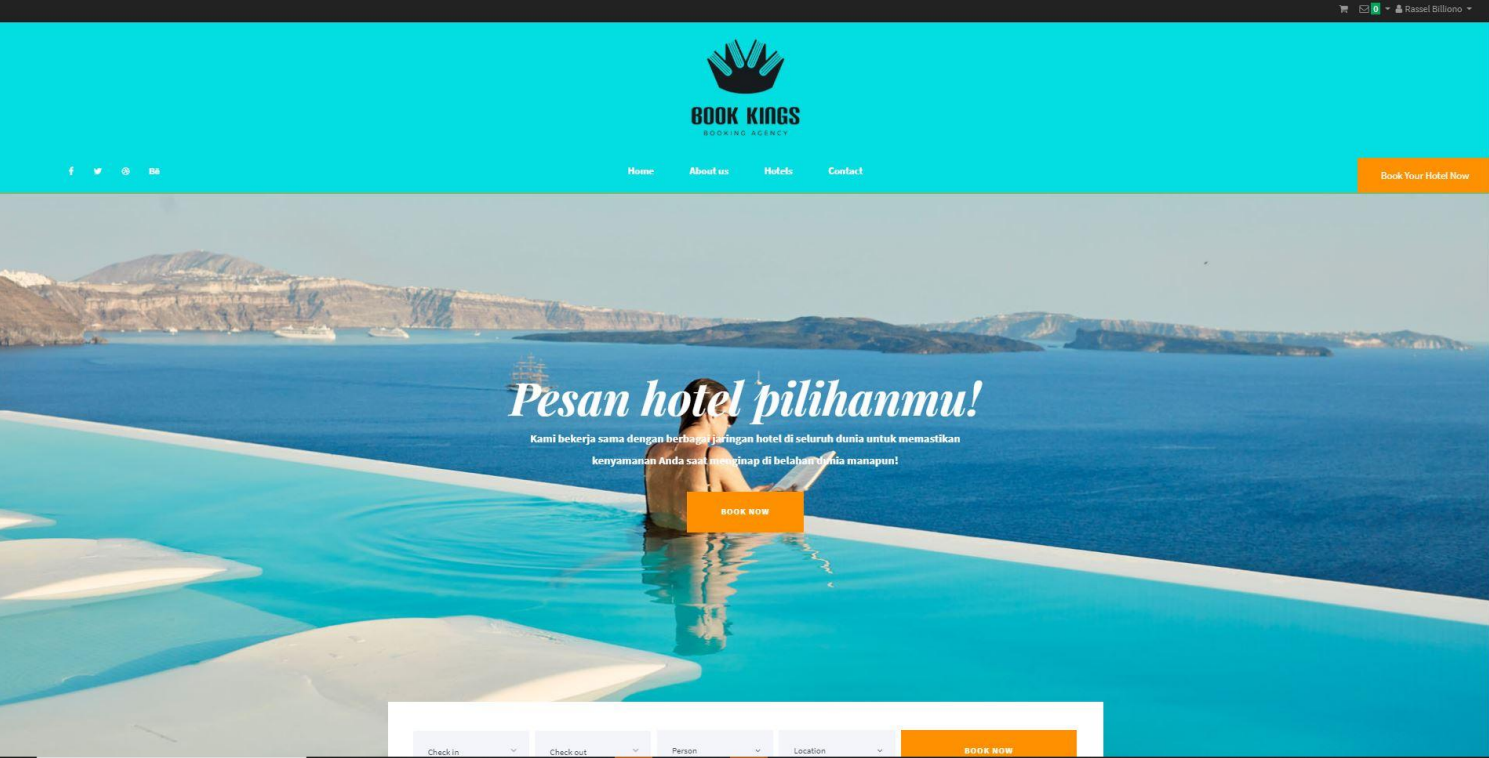 0 Rassel Billiono
BOOK KINGS
BOOKING AGENCY
Home About us Hotels Contact
Book Your Hotel Now
Pesan hotel pilihanmu!
Kami bekerja sama dengan berbagai jaringan hotel di seluruh dunia untuk memastikan
kenyamanan Anda saat menginap di belahan dunia manapun!
BOOK NOW
Check in Check out Person Location BOOK NOW